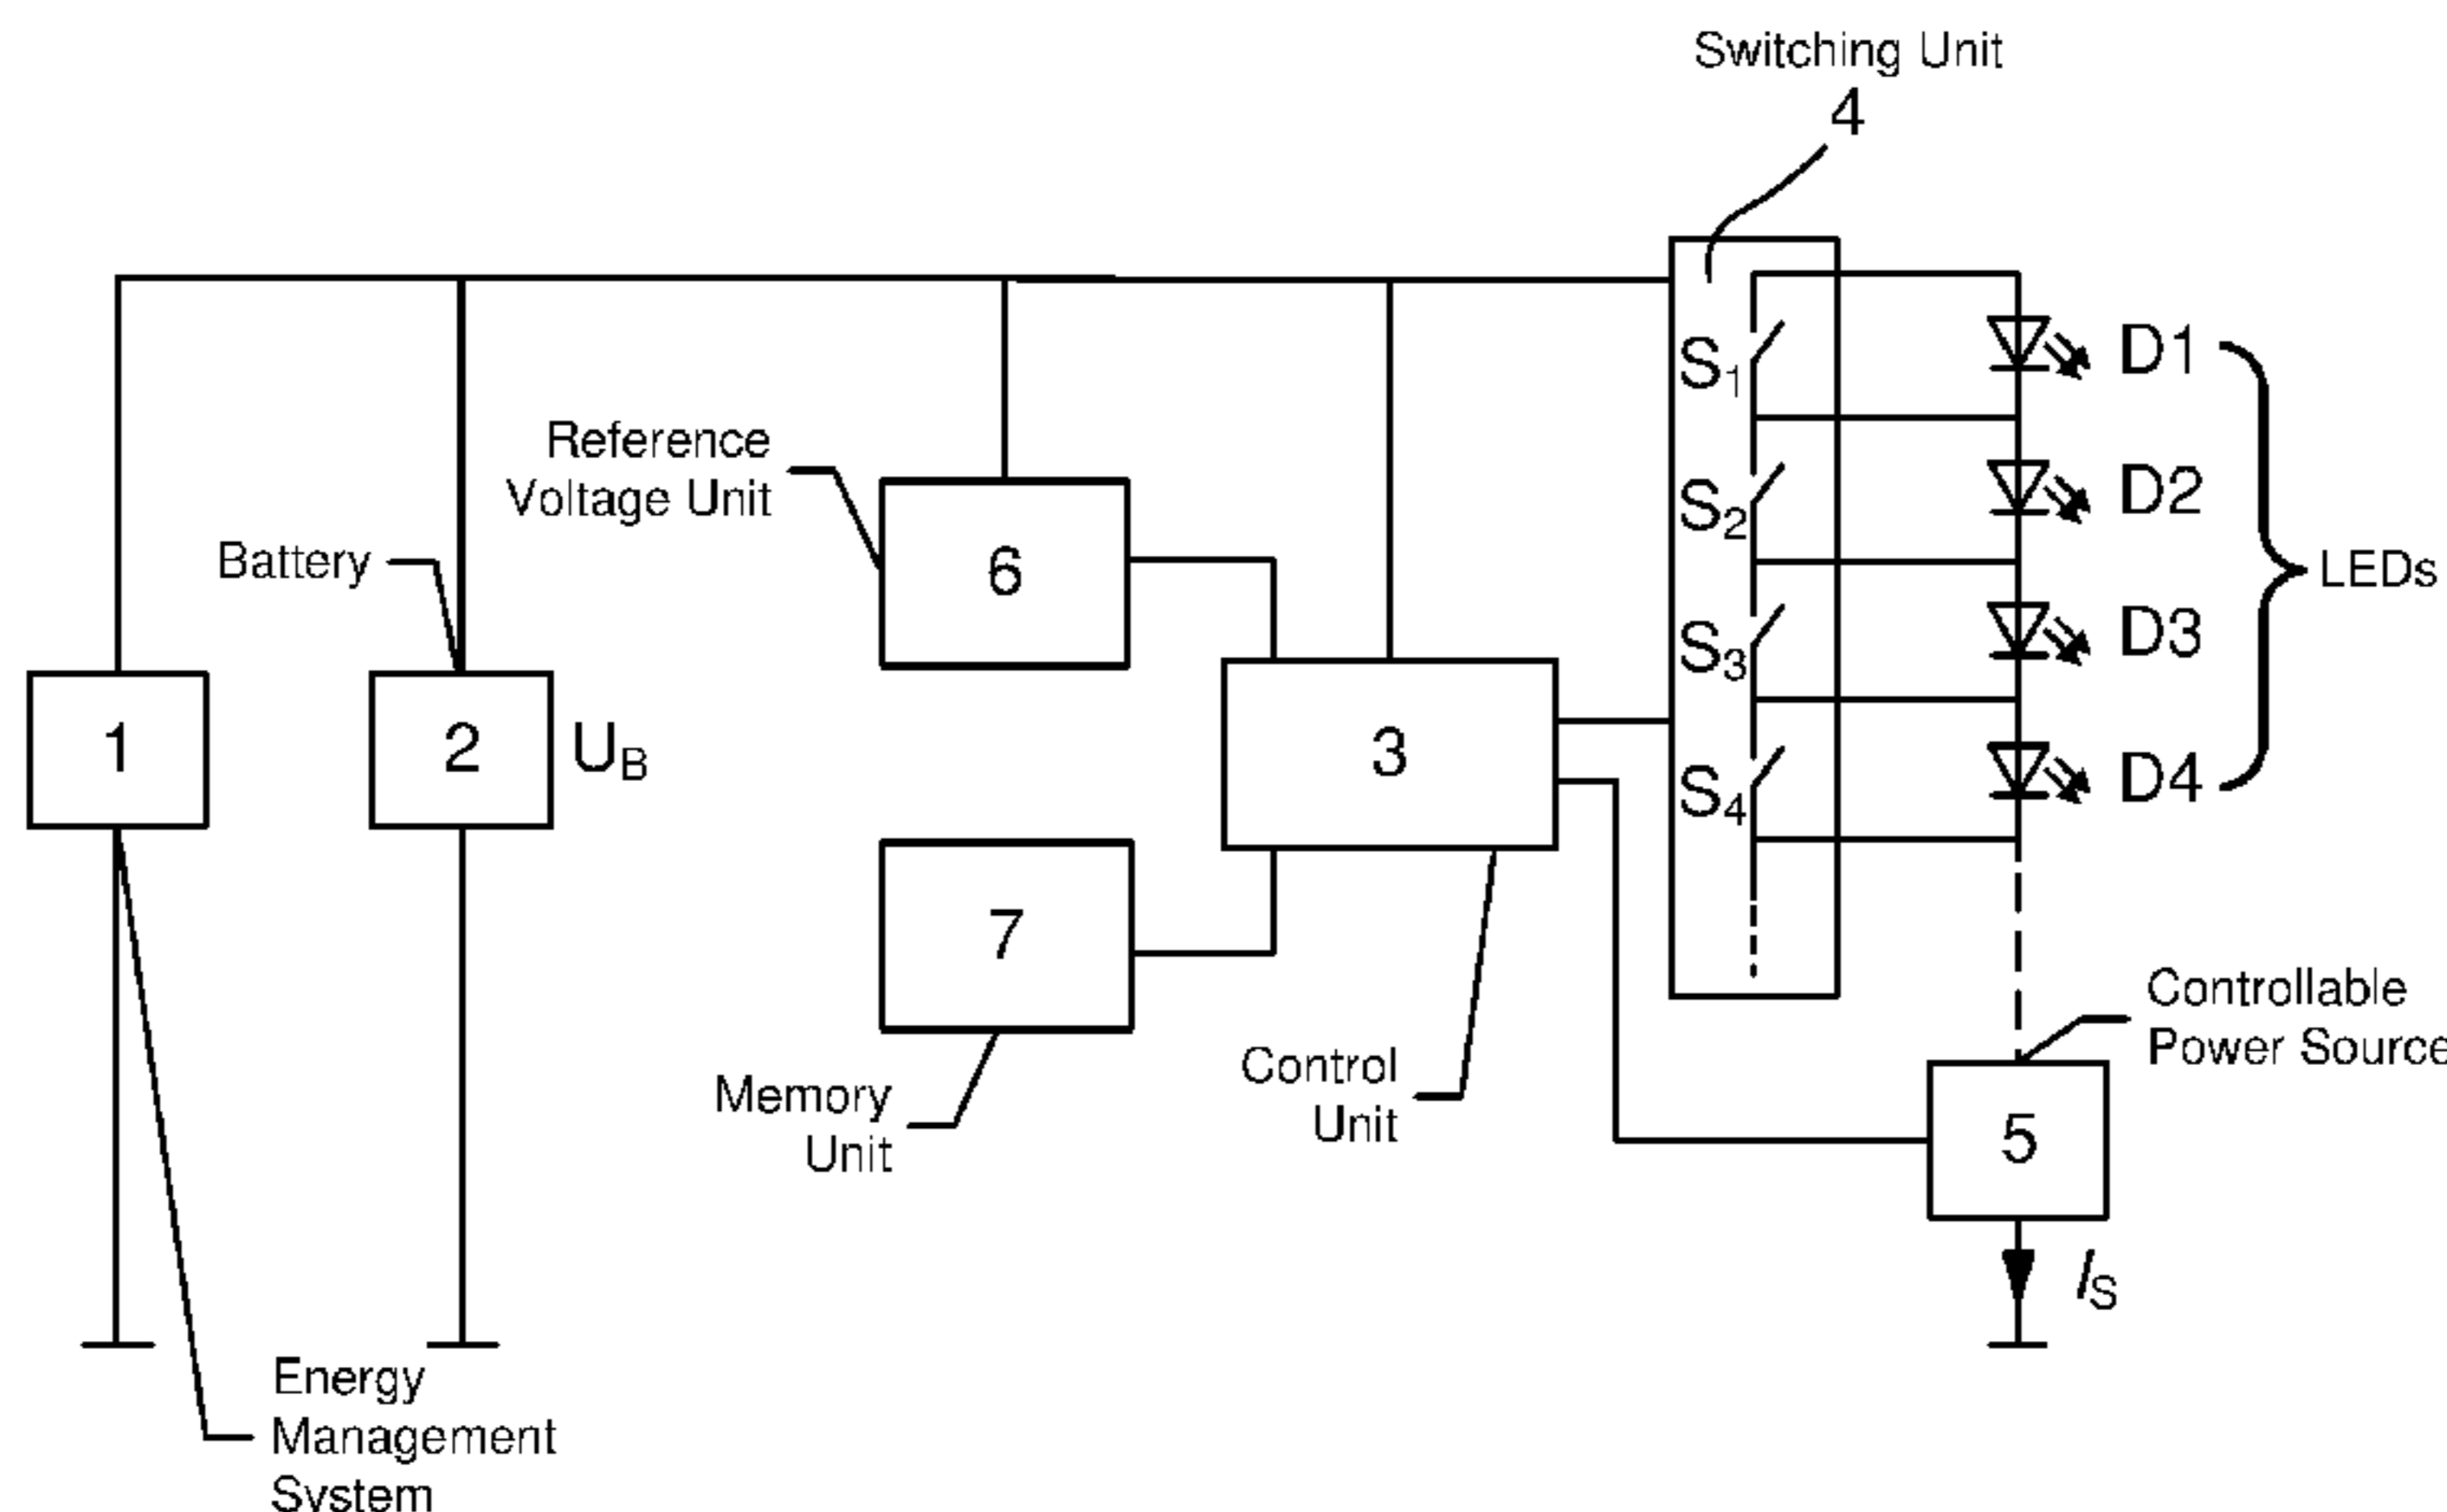 Switching Unit
4
S1
D1
Reference
Voltage Unit
S2
D2
Battery
6
LEDs
S3
D3
1
2
UB
3
S4
D4
7
Controllable
Power Source
Control
Unit
Memory
Unit
5
IS
Energy
Management
System